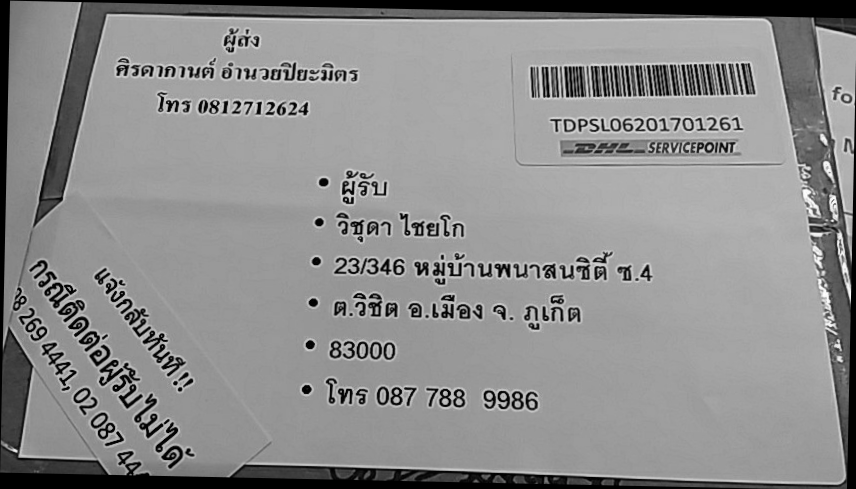 ผู้ส่ง
ศิรดากานต์ อำนวยปิยะมิตร
โทร 0812712624
TDPSL06201701261
DHL SERVICEPOINT
• ผู้รับ
• วิชุดา ไชยโก
• 23/346 หมู่บ้านพนาสนซิตี้ ซ.4
• ต.วิชิต อ.เมือง จ. ภูเก็ต
• 83000
• โทร 087 788 9986
แจ้งกลับทันที!!
กรณีติดต่อผู้รับไม่ได้
08 269 4441, 02 087 44